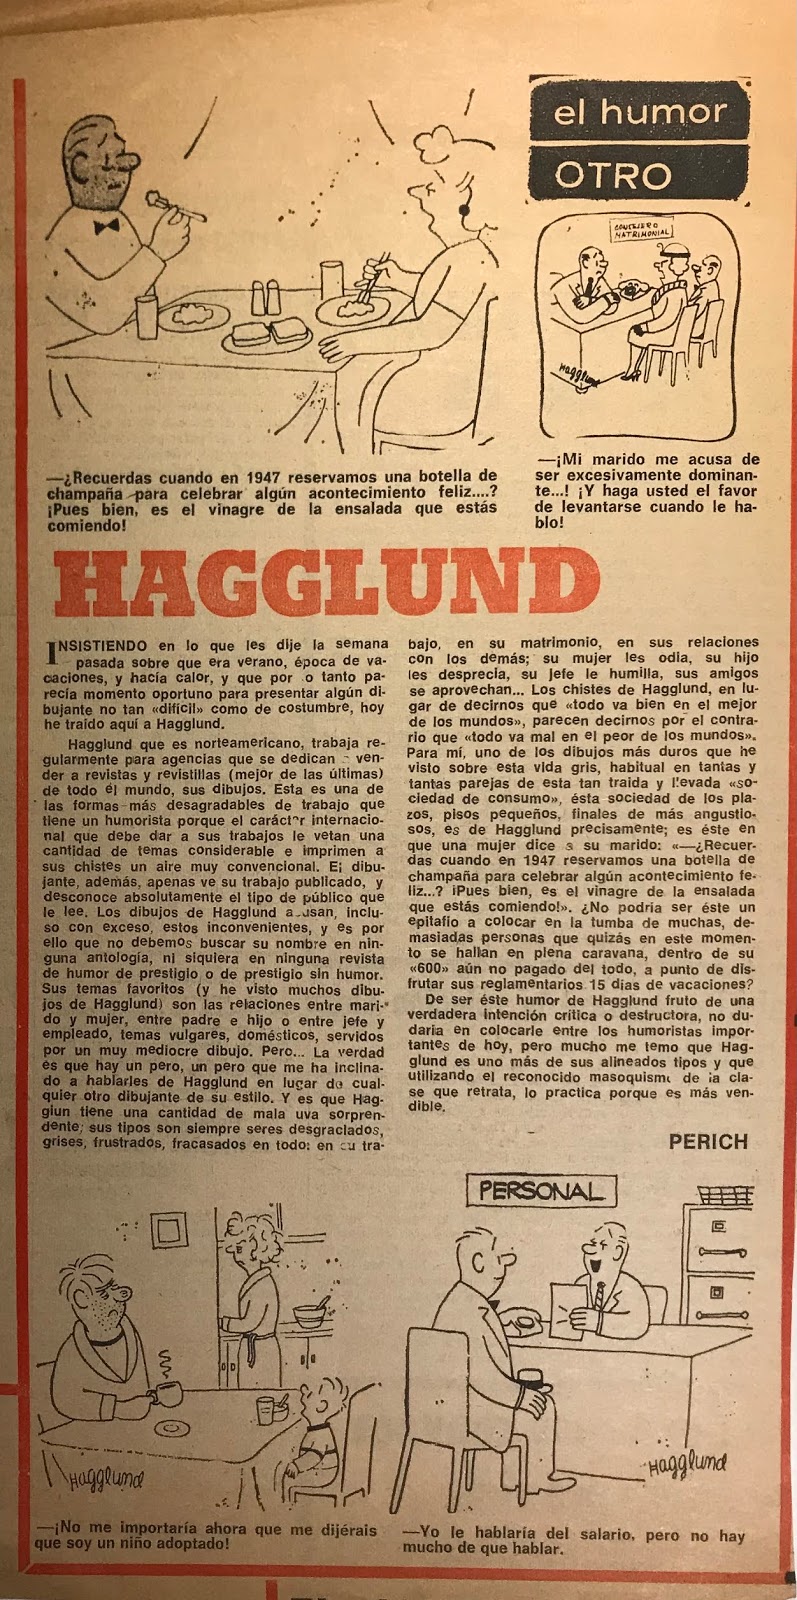 el humor
OTRO
CONSEJERO
MATRIMONIAL
Hagglund
—¿Recuerdas cuando en 1947 reservamos una botella de
champaña para celebrar algún acontecimiento feliz....?
¡Pues bien, es el vinagre de la ensalada que estás
comiendo!
—¡Mi marido me acusa de
ser excesivamente dominan-
te...! ¡Y haga usted el favor
de levantarse cuando le ha-
blo!
HAGGLUND
INSISTIENDO en lo que les dije la semana
pasada sobre que era verano, época de va-
caciones, y hacía calor, y que por o tanto
parecía momento oportuno para presentar algún di-
bujante no tan «difícil» como de costumbre, hoy
he traído aquí a Hagglund.
Hagglund que es norteamericano, trabaja re-
gularmente para agencias que se dedican a ven-
der a revistas y revistillas (mejor de las últimas)
de todo el mundo, sus dibujos. Esta es una de
las formas más desagradables de trabajo que
tiene un humorista porque el carácter internacio-
nal que debe dar a sus trabajos le vetan una
cantidad de temas considerable e imprimen a
sus chistes un aire muy convencional. El dibu-
jante, además, apenas ve su trabajo publicado, y
desconoce absolutamente el tipo de público que
le lee. Los dibujos de Hagglund acusan, inclu-
so con exceso, estos inconvenientes, y es por
ello que no debemos buscar su nombre en nin-
guna antología, ni siquiera en ninguna revista
de humor de prestigio o de prestigio sin humor.
Sus temas favoritos (y he visto muchos dibu-
jos de Hagglund) son las relaciones entre mari-
do y mujer, entre padre e hijo o entre jefe y
empleado, temas vulgares, domésticos, servidos
por un muy mediocre dibujo. Pero... La verdad
es que hay un pero, un pero que me ha inclina-
do a hablarles de Hagglund en lugar de cual-
quier otro dibujante de su estilo. Y es que Hag-
glun tiene una cantidad de mala uva sorpren-
dente; sus tipos son siempre seres desgraciados,
grises, frustrados, fracasados en todo: en su tra-
bajo, en su matrimonio, en sus relaciones
con los demás; su mujer les odia, su hijo
les desprecia, su jefe le humilla, sus amigos
se aprovechan... Los chistes de Hagglund, en lu-
gar de decirnos que «todo va bien en el mejor
de los mundos», parecen decirnos por el contra-
rio que «todo va mal en el peor de los mundos».
Para mí, uno de los dibujos más duros que he
visto sobre esta vida gris, habitual en tantas y
tantas parejas de esta tan traida y llevada «so-
ciedad de consumo», ésta sociedad de los pla-
zos, pisos pequeños, finales de más angustio-
sos, es de Hagglund precisamente; es éste en
que una mujer dice a su marido: «—¿Recuer-
das cuando en 1947 reservamos una botella de
champaña para celebrar algún acontecimiento fe-
liz...? ¡Pues bien, es el vinagre de la ensalada
que estás comiendo!». ¿No podría ser éste un
epitafio a colocar en la tumba de muchas, de-
masiadas personas que quizás en este momen-
to se hallan en plena caravana, dentro de su
«600» aún no pagado del todo, a punto de dis-
frutar sus reglamentarios 15 días de vacaciones?
De ser éste humor de Hagglund fruto de una
verdadera intención crítica o destructora, no du-
daria en colocarle entre los humoristas impor-
tantes de hoy, pero mucho me temo que Hag-
glund es uno más de sus alineados tipos y que
utilizando el reconocido masoquismo de la cla-
se que retrata, lo practica porque es más ven-
dible.
PERICH
PERSONAL
Hagglund
Hagglund
—¡No me importaría ahora que me dijérais
que soy un niño adoptado!
—Yo le hablaría del salario, pero no hay
mucho de que hablar.